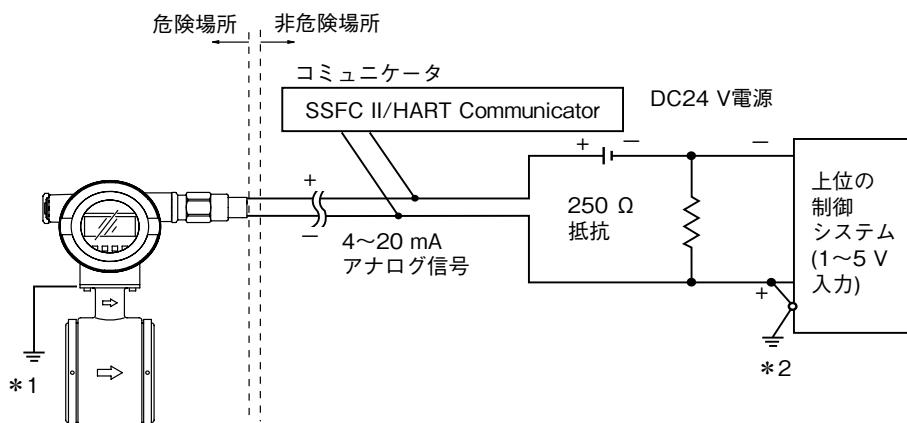 危険場所
非危険場所
コミュニケータ
SSFC II/HART Communicator
DC24 V電源
+
−
−
+
−
4～20 mA
アナログ信号
250 Ω
抵抗
上位の
制御
システム
(1～5 V
入力)
+
*1
*2